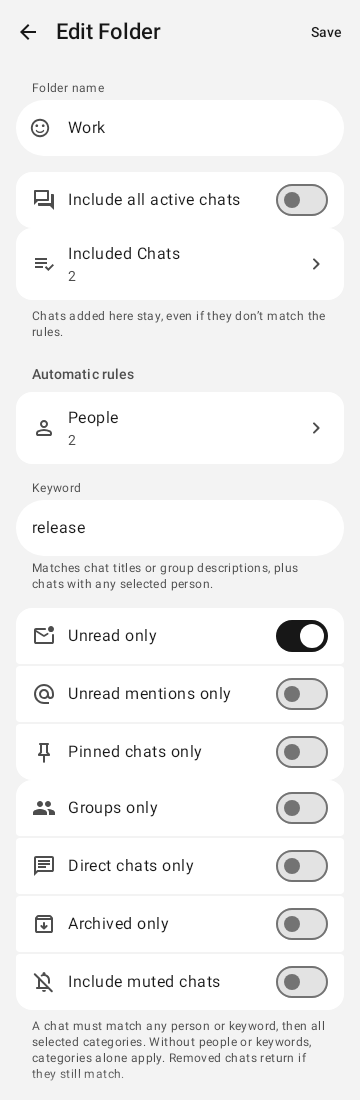 Edit Folder
Save
Folder name
Work
Include all active chats
Included Chats
2
Chats added here stay, even if they don’t match the
rules.
Automatic rules
People
2
Keyword
release
Matches chat titles or group descriptions, plus
chats with any selected person.
Unread only
Unread mentions only
Pinned chats only
Groups only
Direct chats only
Archived only
Include muted chats
A chat must match any person or keyword, then all
selected categories. Without people or keywords,
categories alone apply. Removed chats return if
they still match.